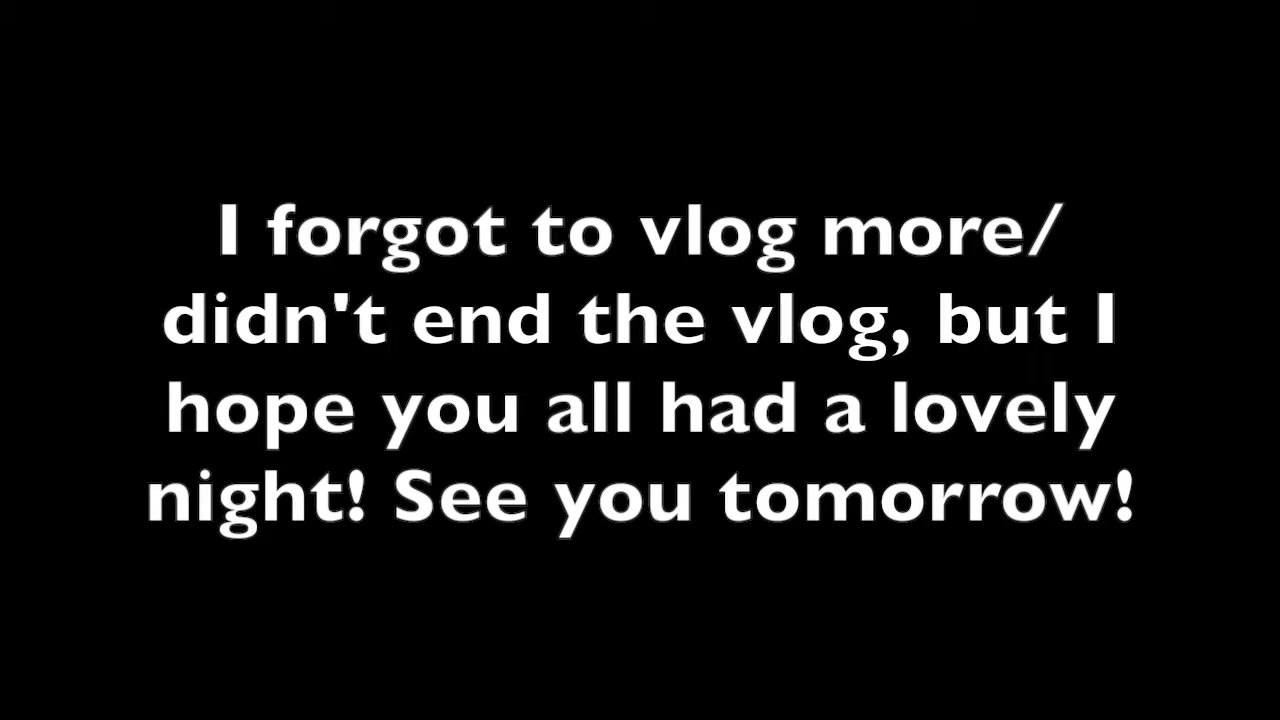 I forgot to vlog more/
didn't end the vlog, but I
hope you all had a lovely
night! See you tomorrow!